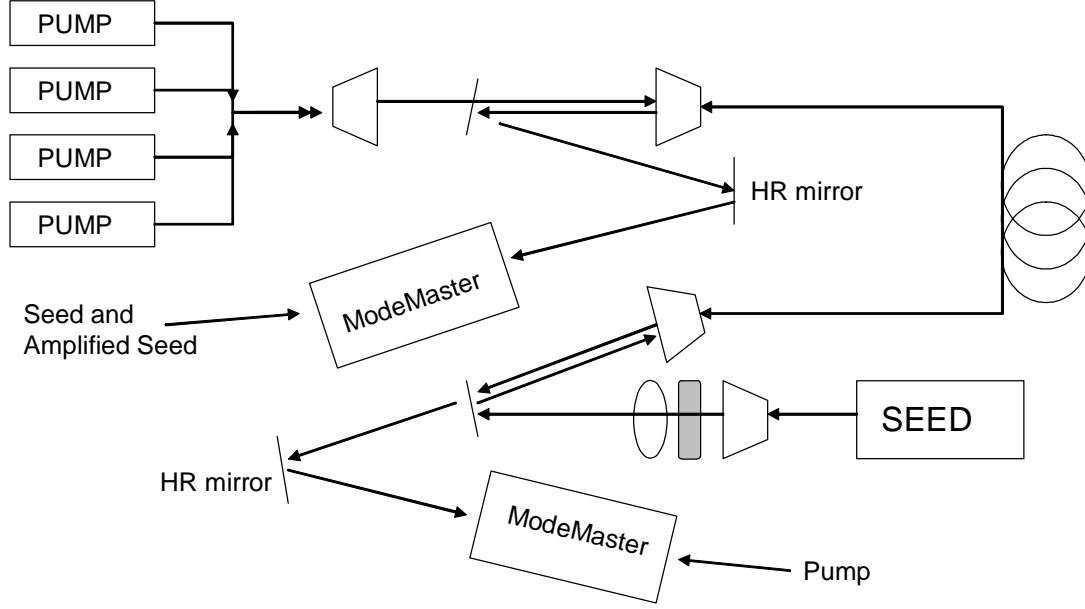 PUMP
PUMP
PUMP
PUMP
HR mirror
ModeMaster
Seed and
Amplified Seed
SEED
HR mirror
ModeMaster
Pump